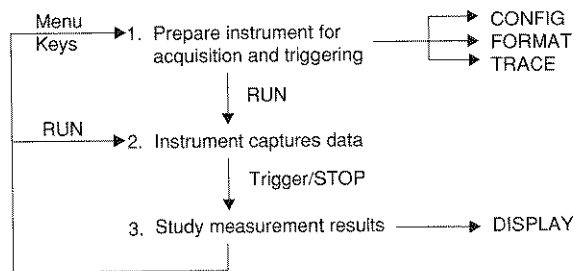 Menu
Keys
1. Prepare instrument for
acquisition and triggering
CONFIG
FORMAT
TRACE
RUN
RUN
2. Instrument captures data
Trigger/STOP
3. Study measurement results
DISPLAY